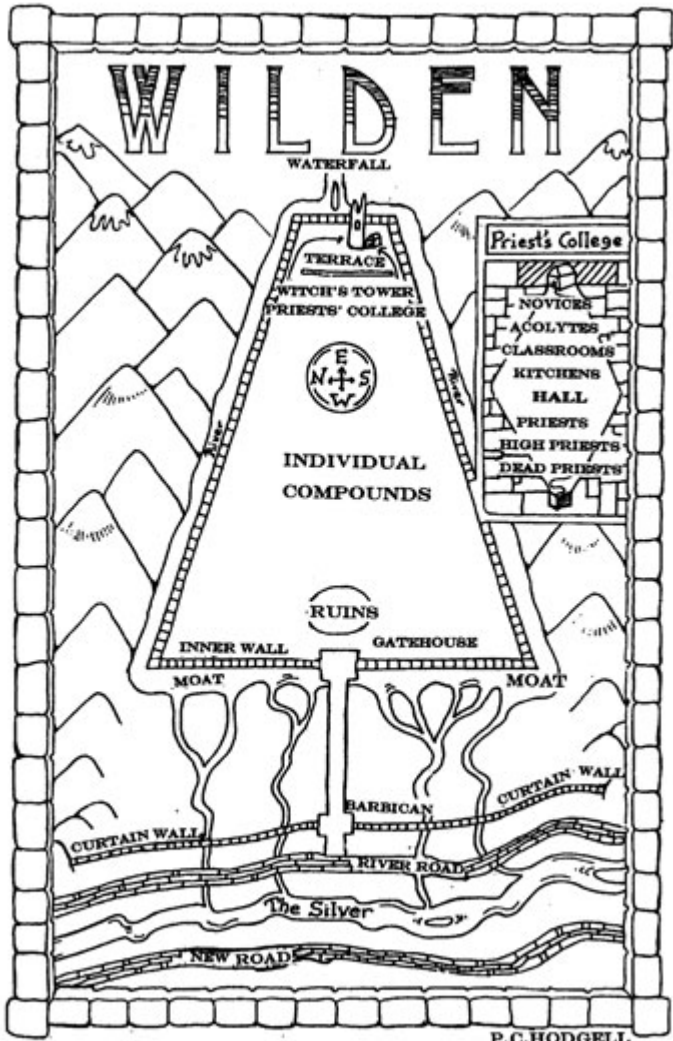 WILDEN
WATERFALL
TERRACE
WITCH'S TOWER
PRIESTS' COLLEGE
E
N S
W
River
River
INDIVIDUAL
COMPOUNDS
Priest's College
NOVICES
ACOLYTES
CLASSROOMS
KITCHENS
HALL
PRIESTS
HIGH PRIESTS
DEAD PRIESTS
RUINS
INNER WALL
GATEHOUSE
MOAT
MOAT
BARBICAN
CURTAIN WALL
CURTAIN WALL
RIVER ROAD
The Silver
NEW ROAD
P.C.HODGELL